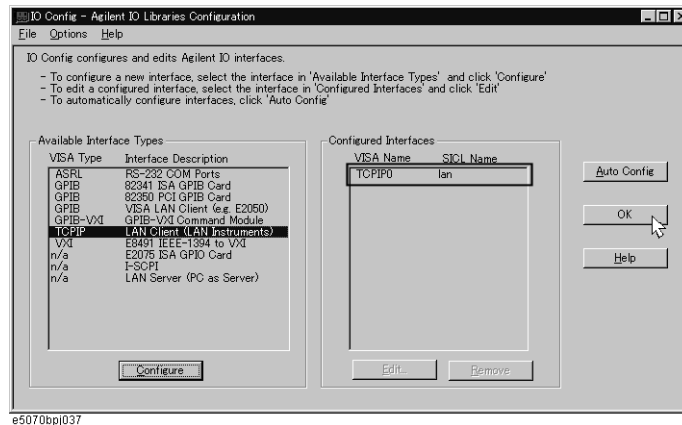 IO Config - Agilent IO Libraries Configuration
File Options Help
IO Config configures and edits Agilent IO interfaces.
- To configure a new interface, select the interface in 'Available Interface Types' and click 'Configure'
- To edit a configured interface, select the interface in 'Configured Interfaces' and click 'Edit'
- To automatically configure interfaces, click 'Auto Config'
Available Interface Types
VISA Type Interface Description
ASRL RS-232 COM Ports
GPIB 82341 ISA GPIB Card
GPIB 82350 PCI GPIB Card
GPIB VISA LAN Client (e.g. E2050)
GPIB-VXI GPIB-VXI Command Module
TCPIP LAN Client (LAN Instruments)
VXI E8491 IEEE-1394 to VXI
n/a E2075 ISA GPIO Card
n/a I-SCPI
n/a LAN Server (PC as Server)
Configure
Configured Interfaces
VISA Name SICL Name
TCPIP0 lan
Edit...
Remove
Auto Config
OK
Help
e5070bpj037